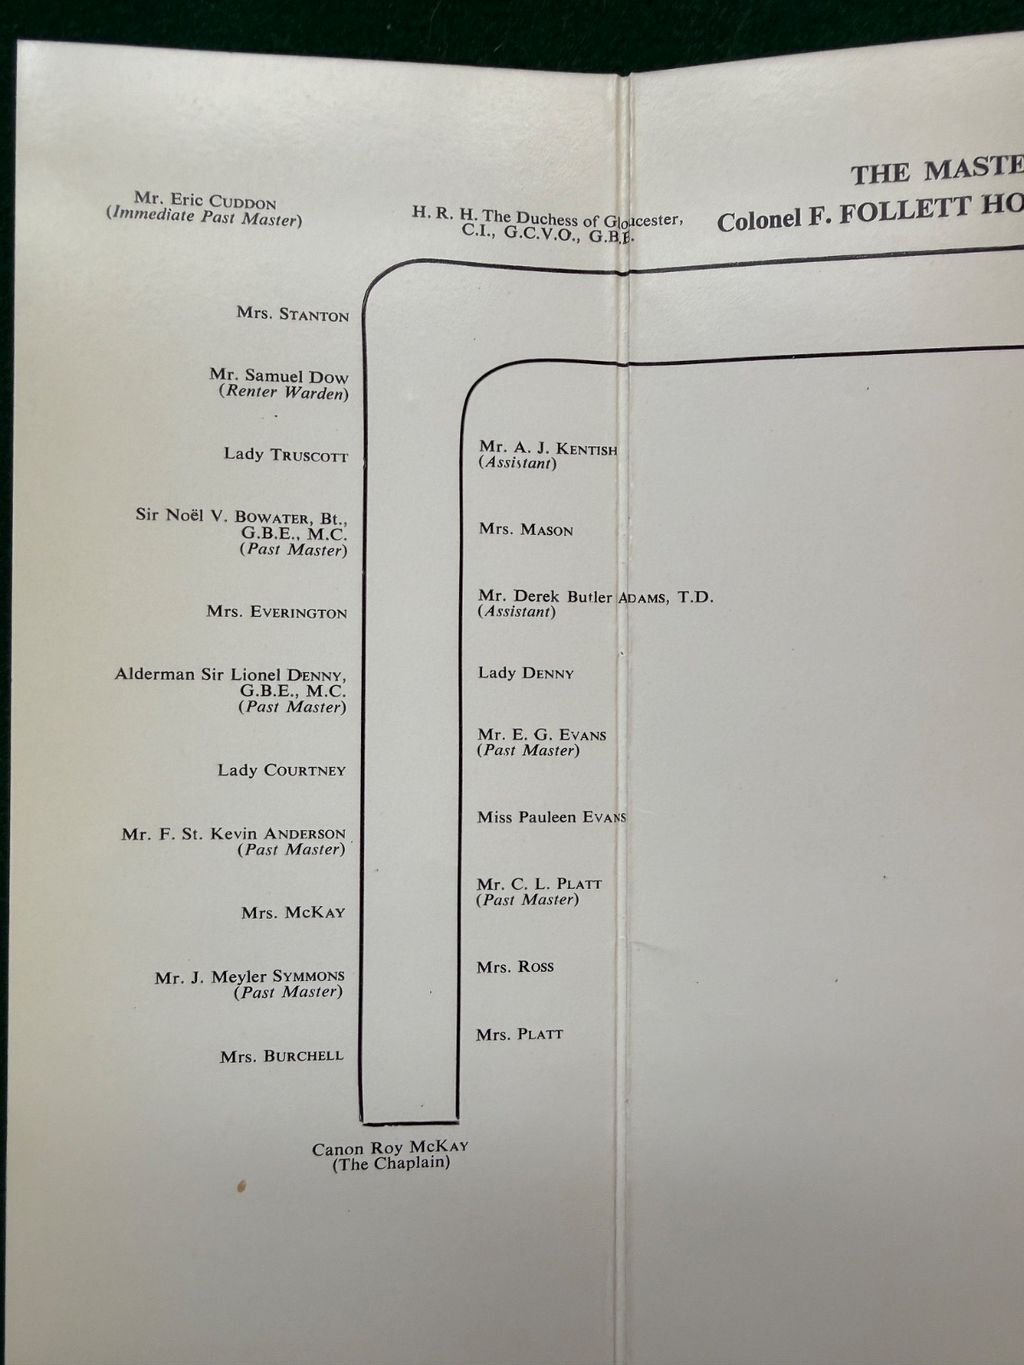 THE MASTE
Colonel F. FOLLETT HO
Mr. Eric CUDDON
(Immediate Past Master)
H. R. H. The Duchess of Gloucester,
C.I., G.C.V.O., G.B.E.
Mrs. STANTON
Mr. Samuel DOW
(Renter Warden)
Lady TRUSCOTT
Sir Noël V. BOWATER, Bt.,
G.B.E., M.C.
(Past Master)
Mrs. EVERINGTON
Alderman Sir Lionel DENNY,
G.B.E., M.C.
(Past Master)
Lady COURTNEY
Mr. F. St. Kevin ANDERSON
(Past Master)
Mrs. MCKAY
Mr. J. Meyler SYMMONS
(Past Master)
Mrs. BURCHELL
Mr. A. J. KENTISH
(Assistant)
Mrs. MASON
Mr. Derek Butler ADAMS, T.D.
(Assistant)
Lady DENNY
Mr. E. G. EVANS
(Past Master)
Miss Pauleen EVANS
Mr. C. L. PLATT
(Past Master)
Mrs. ROSS
Mrs. PLATT
Canon Roy MCKAY
(The Chaplain)